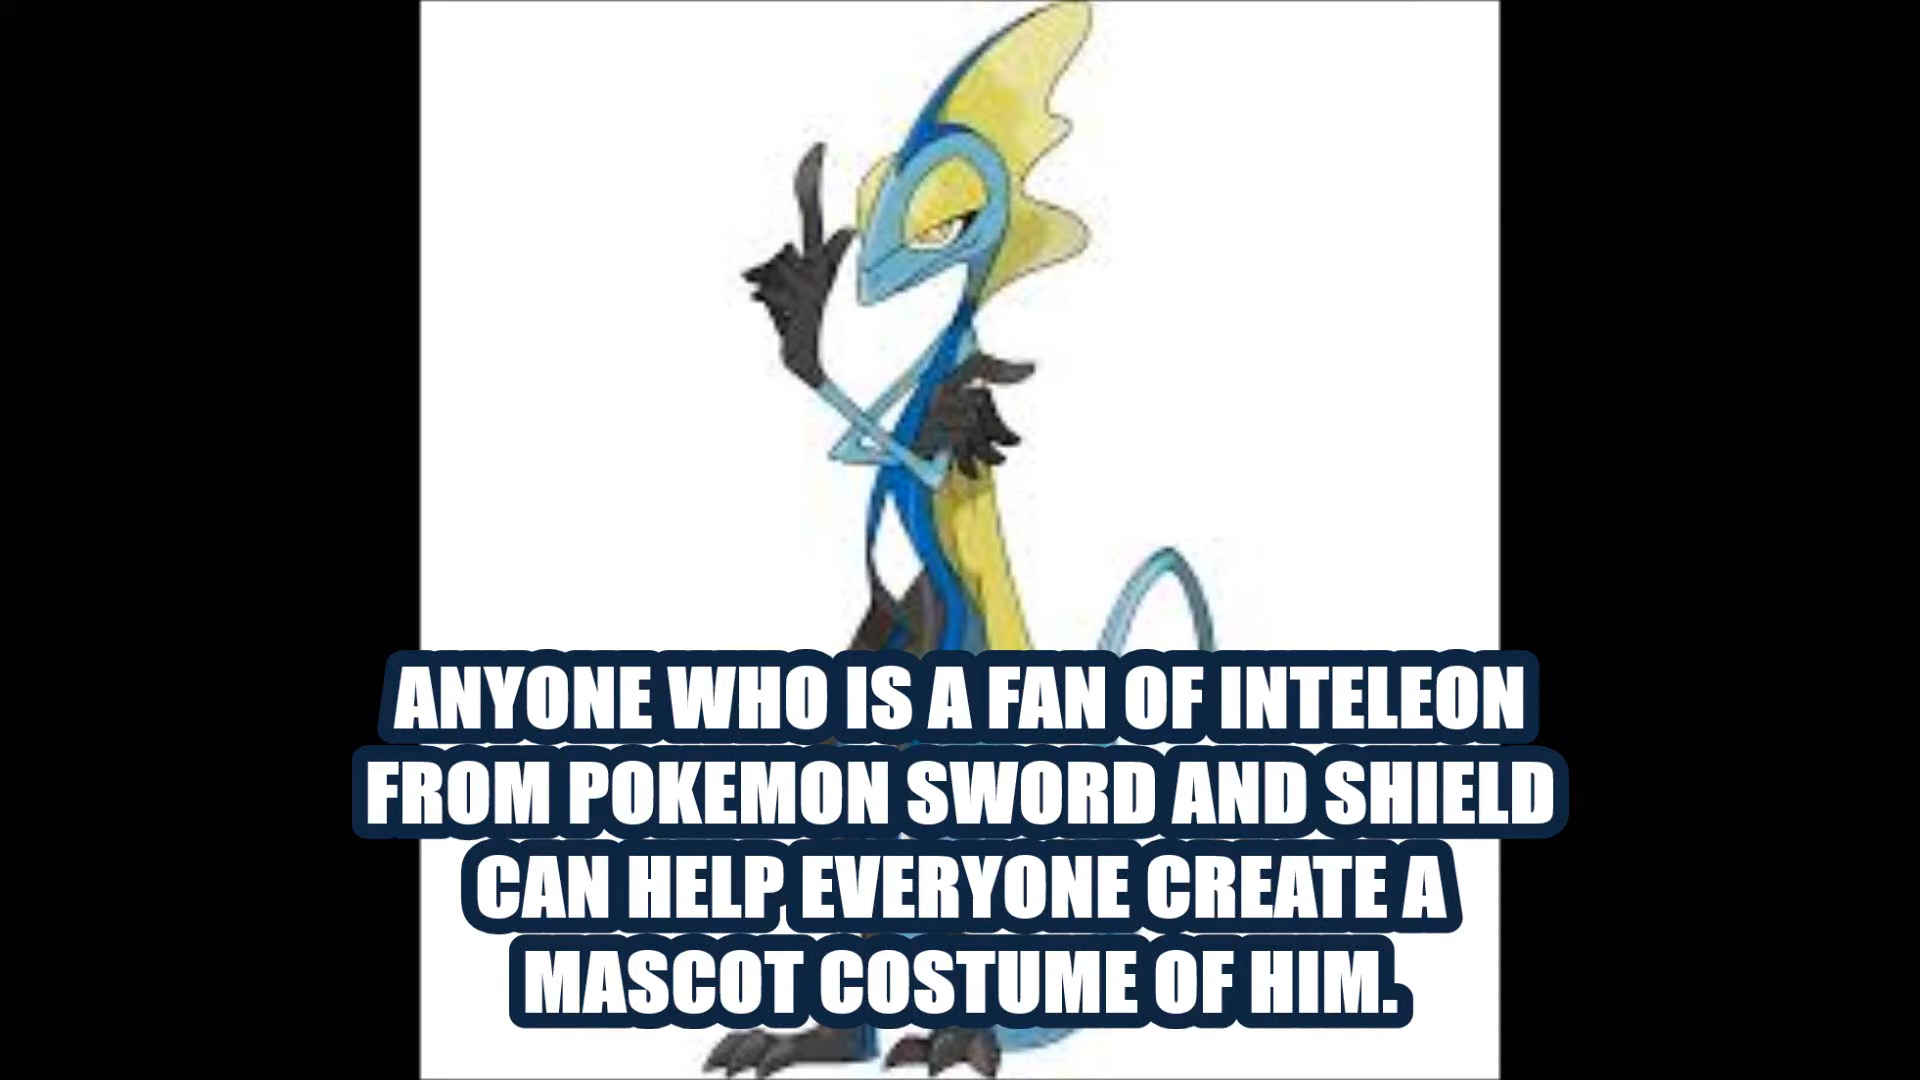 ANYONE WHO IS A FAN OF INTELEON
FROM POKEMON SWORD AND SHIELD
CAN HELP EVERYONE CREATE A
MASCOT COSTUME OF HIM.